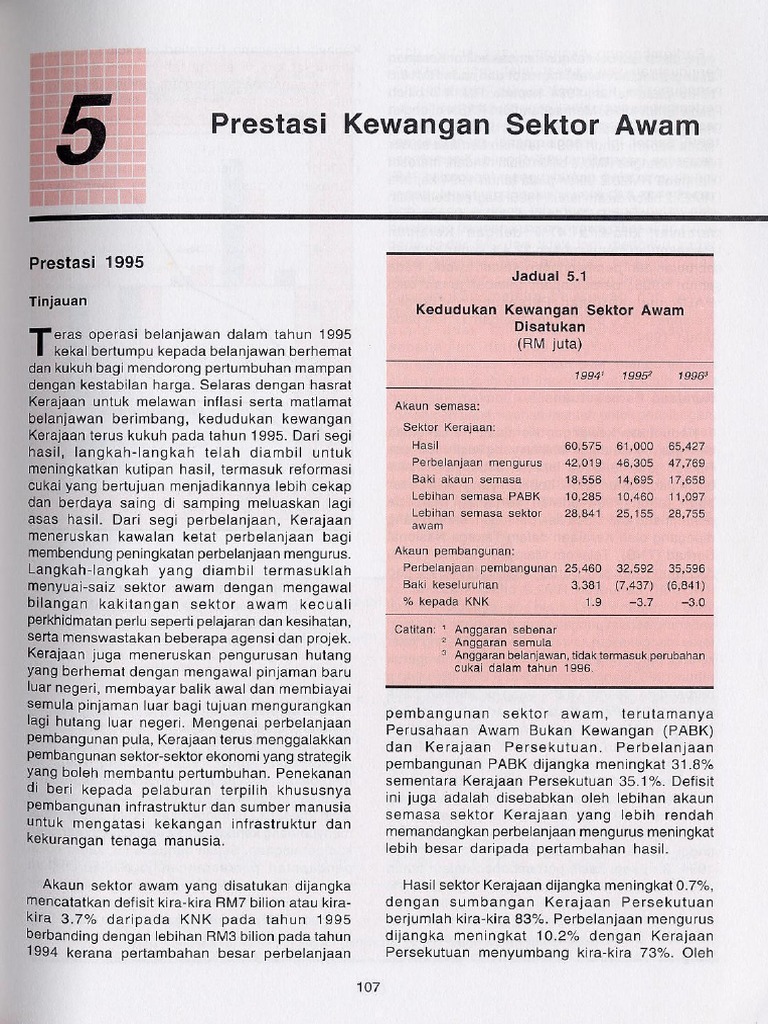 5
Prestasi Kewangan Sektor Awam
Prestasi 1995
Tinjauan
Teras operasi belanjawan dalam tahun 1995
kekal bertumpu kepada belanjawan berhemat
dan kukuh bagi mendorong pertumbuhan mampan
dengan kestabilan harga. Selaras dengan hasrat
Kerajaan untuk melawan inflasi serta matlamat
belanjawan berimbang, kedudukan kewangan
Kerajaan terus kukuh pada tahun 1995. Dari segi
hasil, langkah-langkah telah diambil untuk
meningkatkan kutipan hasil, termasuk reformasi
cukai yang bertujuan menjadikannya lebih cekap
dan berdaya saing di samping meluaskan lagi
asas hasil. Dari segi perbelanjaan, Kerajaan
meneruskan kawalan ketat perbelanjaan bagi
membendung peningkatan perbelanjaan mengurus.
Langkah-langkah yang diambil termasuklah
menyuai-saiz sektor awam dengan mengawal
bilangan kakitangan sektor awam kecuali
perkhidmatan perlu seperti pelajaran dan kesihatan,
serta menswastakan beberapa agensi dan projek.
Kerajaan juga meneruskan pengurusan hutang
yang berhemat dengan mengawal pinjaman baru
luar negeri, membayar balik awal dan membiayai
semula pinjaman luar bagi tujuan mengurangkan
lagi hutang luar negeri. Mengenai perbelanjaan
pembangunan pula, Kerajaan terus menggalakkan
pembangunan sektor-sektor ekonomi yang strategik
yang boleh membantu pertumbuhan. Penekanan
di beri kepada pelaburan terpilih khususnya
pembangunan infrastruktur dan sumber manusia
untuk mengatasi kekangan infrastruktur dan
kekurangan tenaga manusia.
Akaun sektor awam yang disatukan dijangka
mencatatkan defisit kira-kira RM7 bilion atau kira-
kira 3.7% daripada KNK pada tahun 1995
berbanding dengan lebihan RM3 bilion pada tahun
1994 kerana pertambahan besar perbelanjaan
Jadual 5.1
Kedudukan Kewangan Sektor Awam
Disatukan
(RM juta)
1994¹ 1995² 1996³
Akaun semasa:
Sektor Kerajaan:
Hasil 60,575 61,000 65,427
Perbelanjaan mengurus 42,019 46,305 47,769
Baki akaun semasa 18,556 14,695 17,658
Lebihan semasa PABK 10,285 10,460 11,097
Lebihan semasa sektor 28,841 25,155 28,755
awam
Akaun pembangunan:
Perbelanjaan pembangunan 25,460 32,592 35,596
Baki keseluruhan 3,381 (7,437) (6,841)
% kepada KNK 1.9 –3.7 –3.0
Catitan: ¹ Anggaran sebenar
² Anggaran semula
³ Anggaran belanjawan, tidak termasuk perubahan
cukai dalam tahun 1996.
pembangunan sektor awam, terutamanya
Perusahaan Awam Bukan Kewangan (PABK)
dan Kerajaan Persekutuan. Perbelanjaan
pembangunan PABK dijangka meningkat 31.8%
sementara Kerajaan Persekutuan 35.1%. Defisit
ini juga adalah disebabkan oleh lebihan akaun
semasa sektor Kerajaan yang lebih rendah
memandangkan perbelanjaan mengurus meningkat
lebih besar daripada pertambahan hasil.
Hasil sektor Kerajaan dijangka meningkat 0.7%,
dengan sumbangan Kerajaan Persekutuan
berjumlah kira-kira 83%. Perbelanjaan mengurus
dijangka meningkat 10.2% dengan Kerajaan
Persekutuan menyumbang kira-kira 73%. Oleh
107